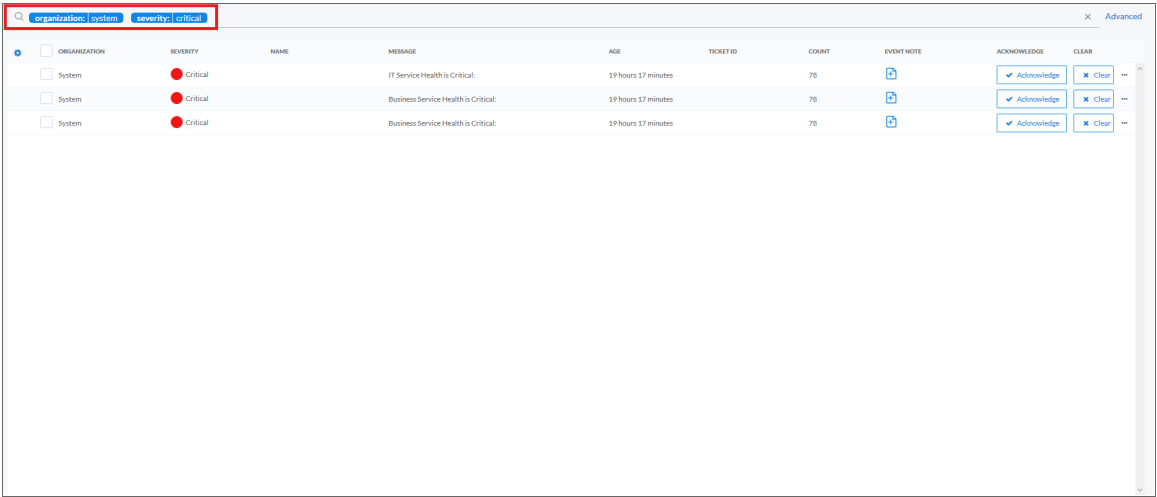 organization: system severity: critical Advanced
ORGANIZATION SEVERITY NAME MESSAGE AGE TICKET ID COUNT EVENT NOTE ACKNOWLEDGE CLEAR
System Critical IT Service Health is Critical: 19 hours 17 minutes 78 Acknowledge Clear
System Critical Business Service Health is Critical: 19 hours 17 minutes 78 Acknowledge Clear
System Critical Business Service Health is Critical: 19 hours 17 minutes 78 Acknowledge Clear